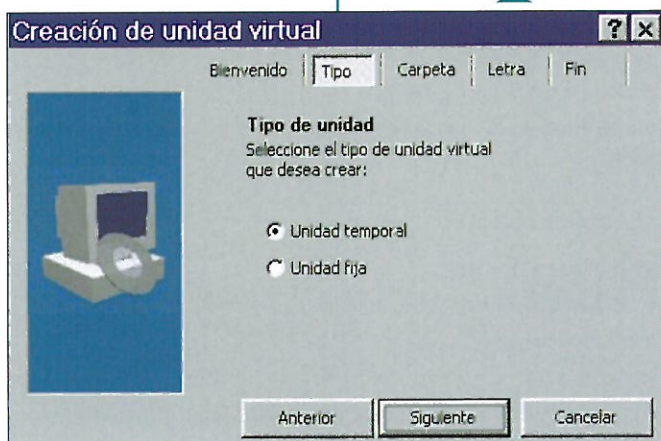 Creación de unidad virtual
Bienvenido Tipo Carpeta Letra Fin
Tipo de unidad
Seleccione el tipo de unidad virtual
que desea crear:
Unidad temporal
Unidad fija
Anterior Siguiente Cancelar